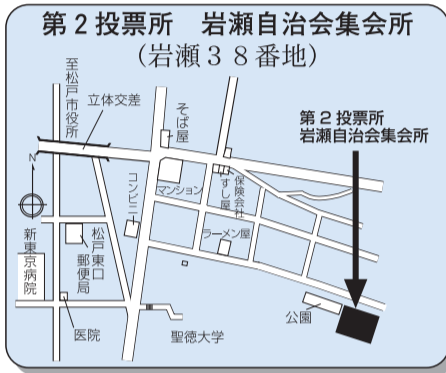 第２投票所　岩瀬自治会集会所
（岩瀬３８番地）
至松戸市役所
立体交差
そば屋
第２投票所
岩瀬自治会集会所
N
コンビニ
マンション
保険会社
すし屋
ラーメン屋
新東京病院
松戸東口
郵便局
医院
聖徳大学
公園